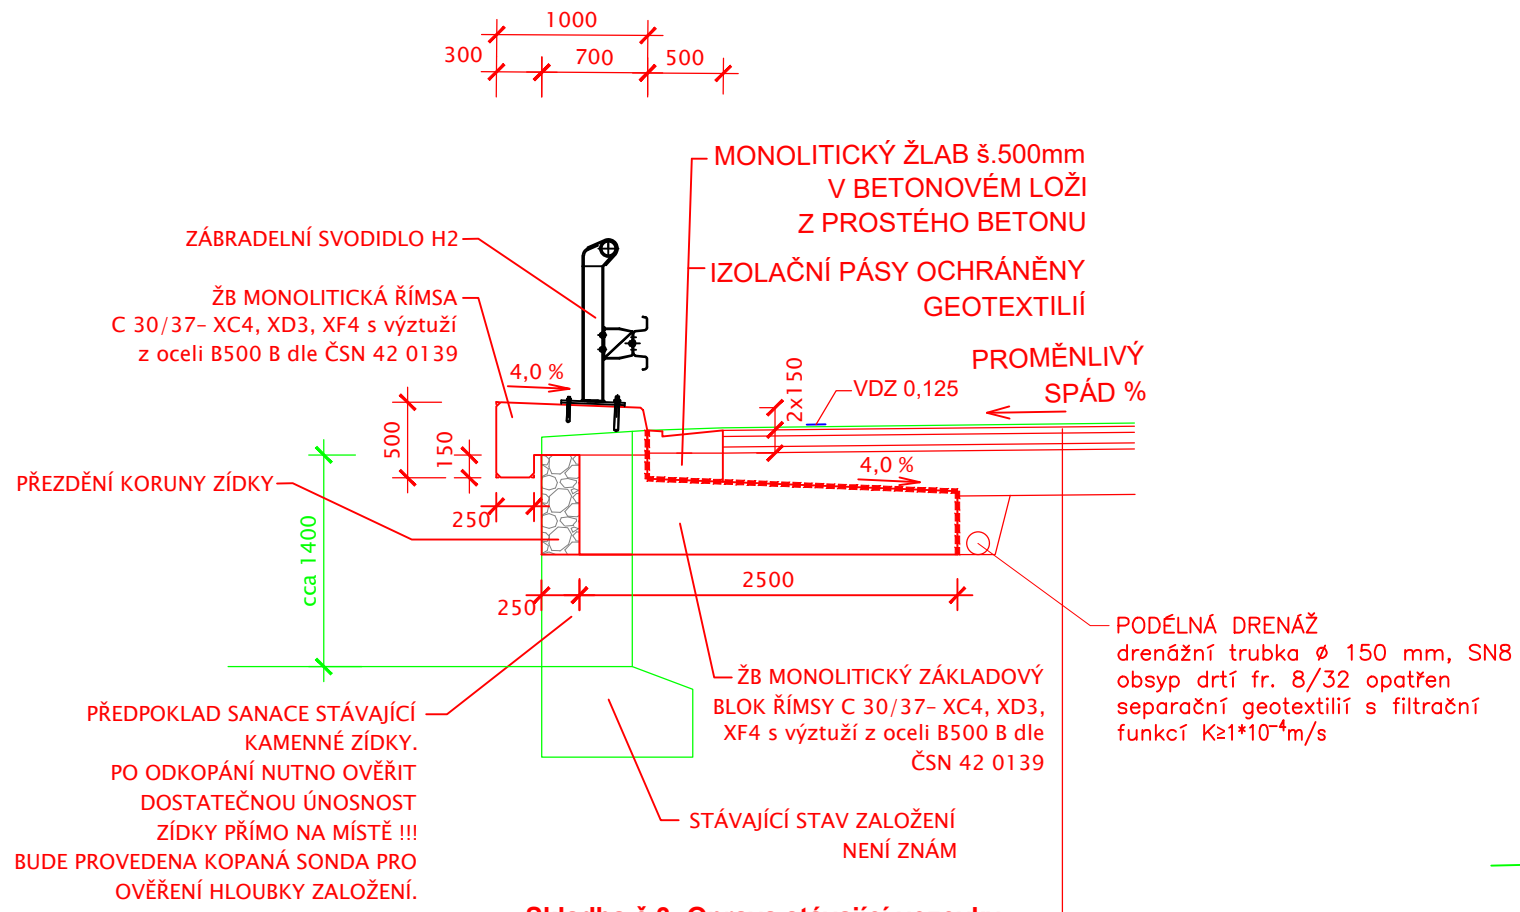 1000
300
700
500
MONOLITICKÝ ŽLAB š.500mm
V BETONOVÉM LOŽI
Z PROSTÉHO BETONU
ZÁBRADELNÍ SVODIDLO H2
IZOLAČNÍ PÁSY OCHRÁNĚNY
GEOTEXTILIÍ
ŽB MONOLITICKÁ ŘÍMSA
C 30/37- XC4, XD3, XF4 s výztuží
z oceli B500 B dle ČSN 42 0139
PROMĚNLIVÝ
SPÁD %
4,0 %
2x150
VDZ 0,125
500
150
4,0 %
PŘEZDĚNÍ KORUNY ZÍDKY
250
cca 1400
2500
250
PODÉLNÁ DRENÁŽ
drenážní trubka ø 150 mm, SN8
obsyp drtí fr. 8/32 opatřen
separační geotextilií s filtrační
funkcí K≥1*10⁻⁴m/s
ŽB MONOLITICKÝ ZÁKLADOVÝ
BLOK ŘÍMSY C 30/37- XC4, XD3,
XF4 s výztuží z oceli B500 B dle
ČSN 42 0139
PŘEDPOKLAD SANACE STÁVAJÍCÍ
KAMENNÉ ZÍDKY.
PO ODKOPÁNÍ NUTNO OVĚŘIT
DOSTATEČNOU ÚNOSNOST
ZÍDKY PŘÍMO NA MÍSTĚ !!!
BUDE PROVEDENA KOPANÁ SONDA PRO
OVĚŘENÍ HLOUBKY ZALOŽENÍ.
STÁVAJÍCÍ STAV ZALOŽENÍ
NENÍ ZNÁM